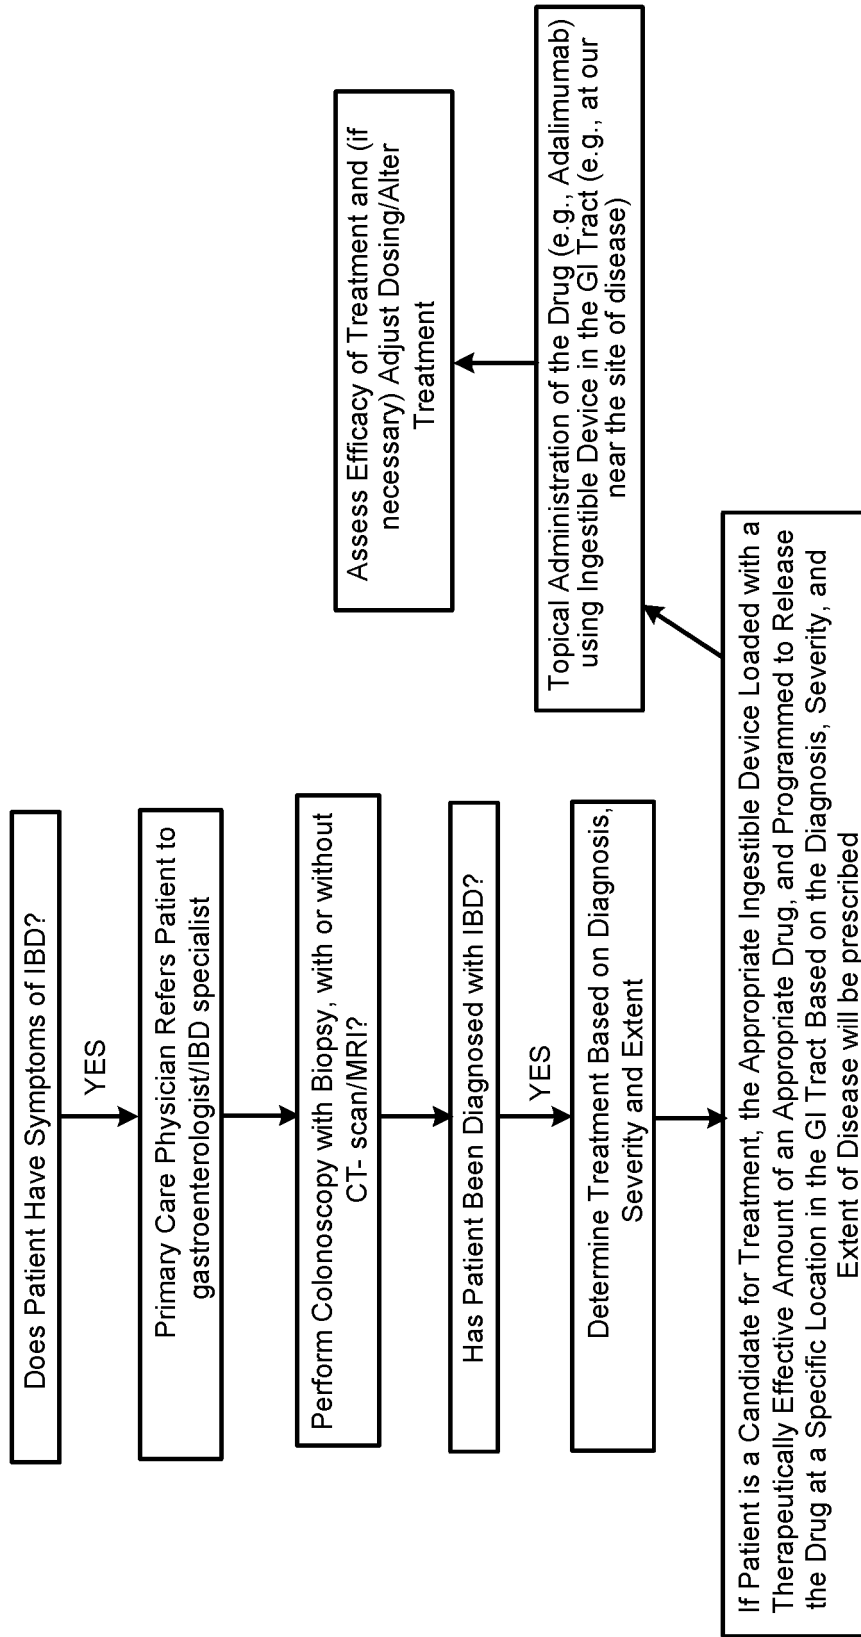 Does Patient Have Symptoms of IBD?
YES
Primary Care Physician Refers Patient to
gastroenterologist/IBD specialist
Perform Colonoscopy with Biopsy, with or without
CT- scan/MRI?
Has Patient Been Diagnosed with IBD?
YES
Determine Treatment Based on Diagnosis,
Severity and Extent
If Patient is a Candidate for Treatment, the Appropriate Ingestible Device Loaded with a
Therapeutically Effective Amount of an Appropriate Drug, and Programmed to Release
the Drug at a Specific Location in the GI Tract Based on the Diagnosis, Severity, and
Extent of Disease will be prescribed
Topical Administration of the Drug (e.g., Adalimumab)
using Ingestible Device in the GI Tract (e.g., at our
near the site of disease)
Assess Efficacy of Treatment and (if
necessary) Adjust Dosing/Alter
Treatment